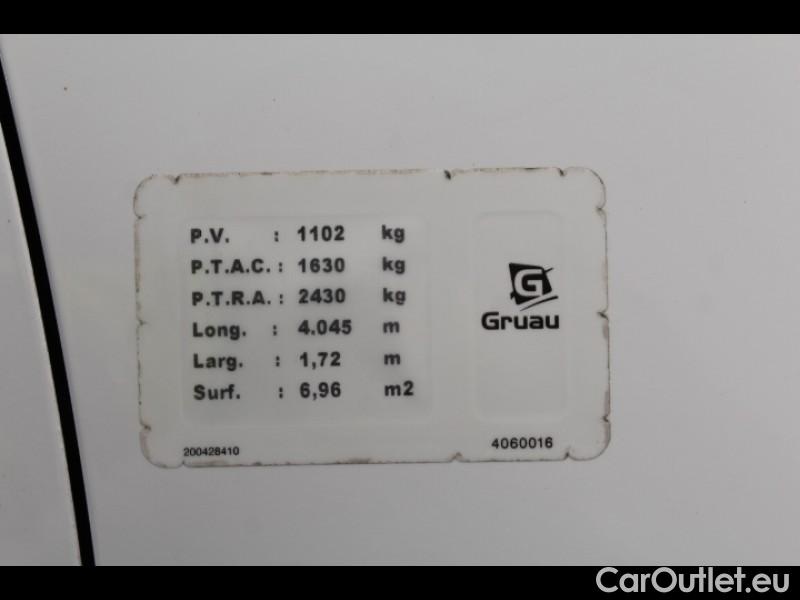 P.V. : 1102 kg
P.T.A.C. : 1630 kg
P.T.R.A. : 2430 kg
Long. : 4.045 m
Larg. : 1,72 m
Surf. : 6,96 m2
G
Gruau
200428410
4060016
CarOutlet.eu